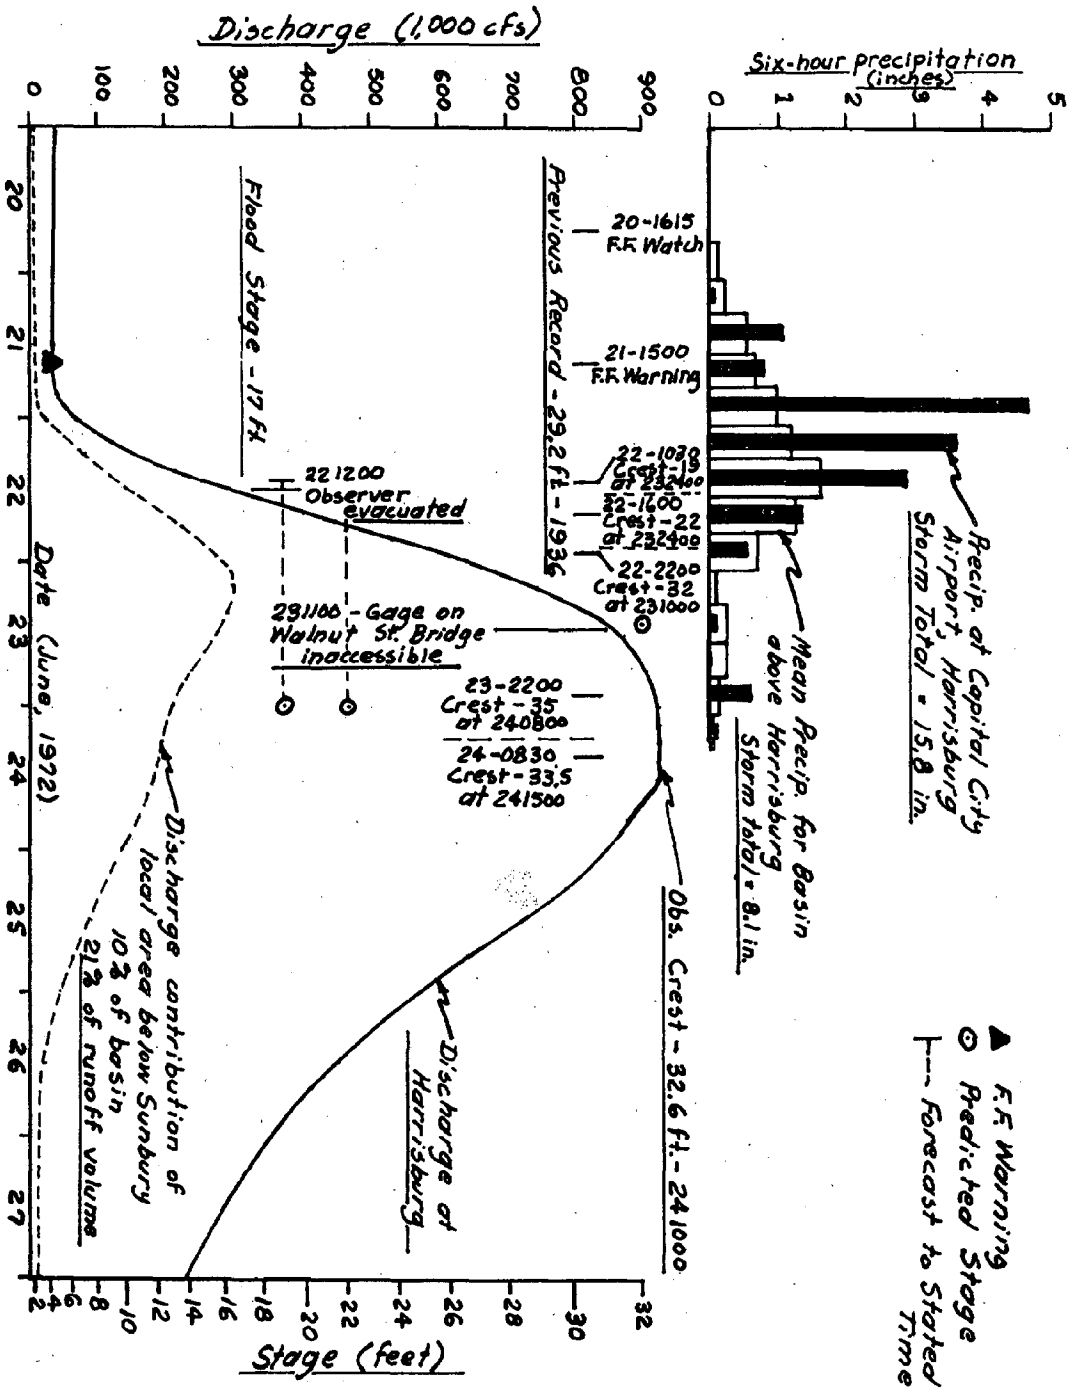 Discharge (1,000 cfs)
0
100
200
300
400
500
600
700
800
900
Six-hour precipitation
(inches)
0
1
2
3
4
5
20-1615
F.F. Watch
21-1500
F.F. Warning
22-1030
Crest-19
at 232400
22-1600
Crest-22
at 232400
22-2200
Crest-32
at 231000
221200
Observer
evacuated
231100 - Gage on
Walnut St. Bridge
inaccessible
23-2200
Crest-35
at 240800
24-0830
Crest-33.5
at 241500
Flood Stage - 17 ft
Previous Record - 29.2 ft - 1936
Precip. at Capital City
Airport, Harrisburg
Storm Total = 15.8 in.
Mean Precip. for Basin
above Harrisburg
Storm total = 8.1 in.
Obs. Crest - 32.6 ft. - 241000
Discharge at
Harrisburg
Discharge contribution of
local area below Sunbury
10% of basin
21% of runoff volume
F.F. Warning
Predicted Stage
Forecast to Stated
Time
20
21
22
23
24
25
26
27
Date (June, 1972)
2
4
6
8
10
12
14
16
18
20
22
24
26
28
30
32
Stage (feet)